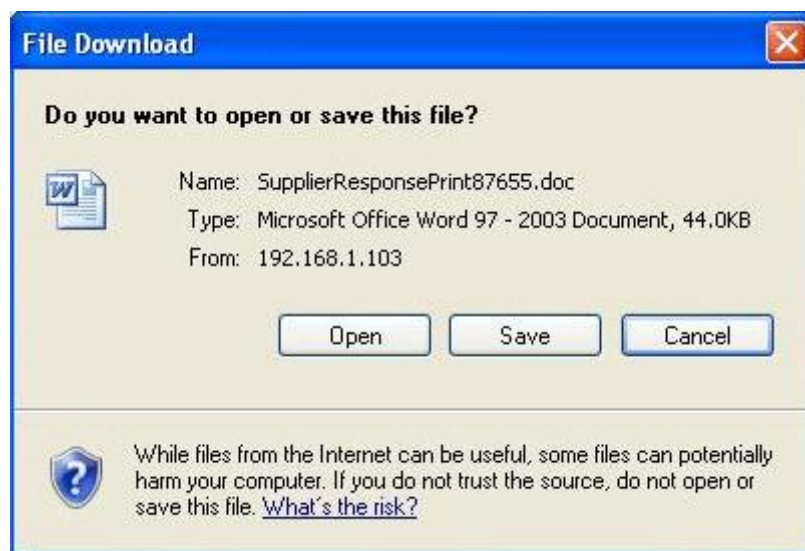 File Download
Do you want to open or save this file?
Name: SupplierResponsePrint87655.doc
Type: Microsoft Office Word 97 - 2003 Document, 44.0KB
From: 192.168.1.103
Open Save Cancel
While files from the Internet can be useful, some files can potentially
harm your computer. If you do not trust the source, do not open or
save this file. What´s the risk?